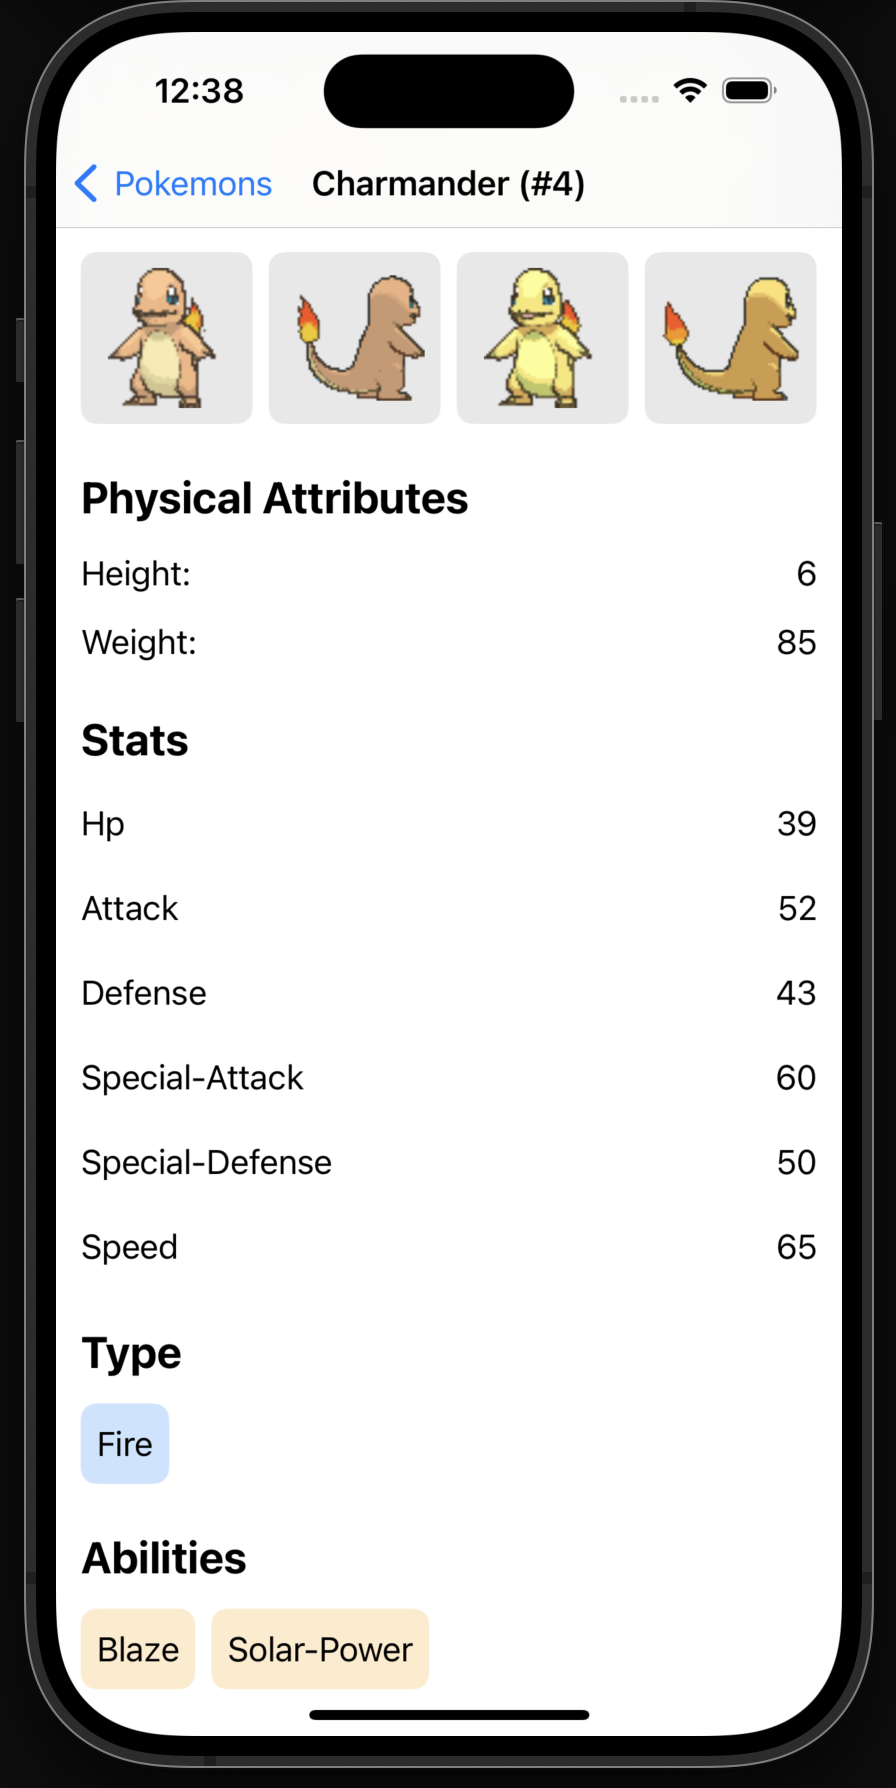 12:38
Pokemons Charmander (#4)
Physical Attributes
Height: 6
Weight: 85
Stats
Hp 39
Attack 52
Defense 43
Special-Attack 60
Special-Defense 50
Speed 65
Type
Fire
Abilities
Blaze Solar-Power